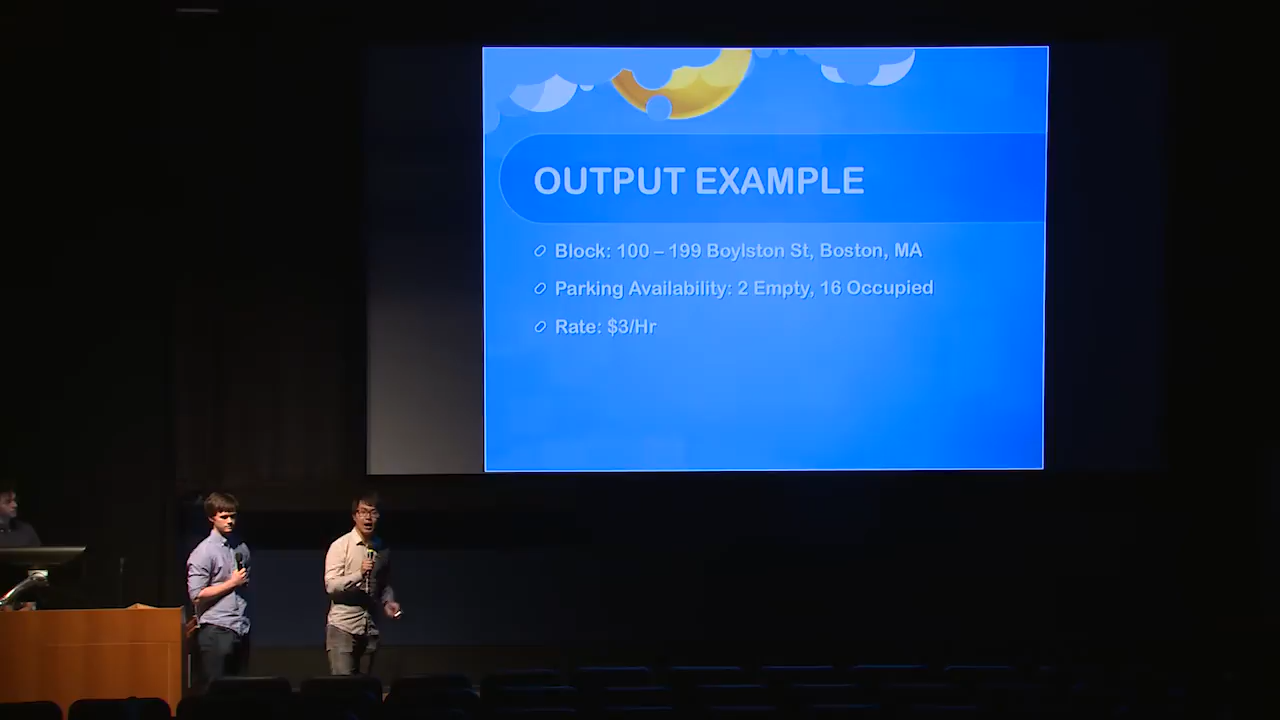 OUTPUT EXAMPLE
Block: 100 – 199 Boylston St, Boston, MA
Parking Availability: 2 Empty, 16 Occupied
Rate: $3/Hr